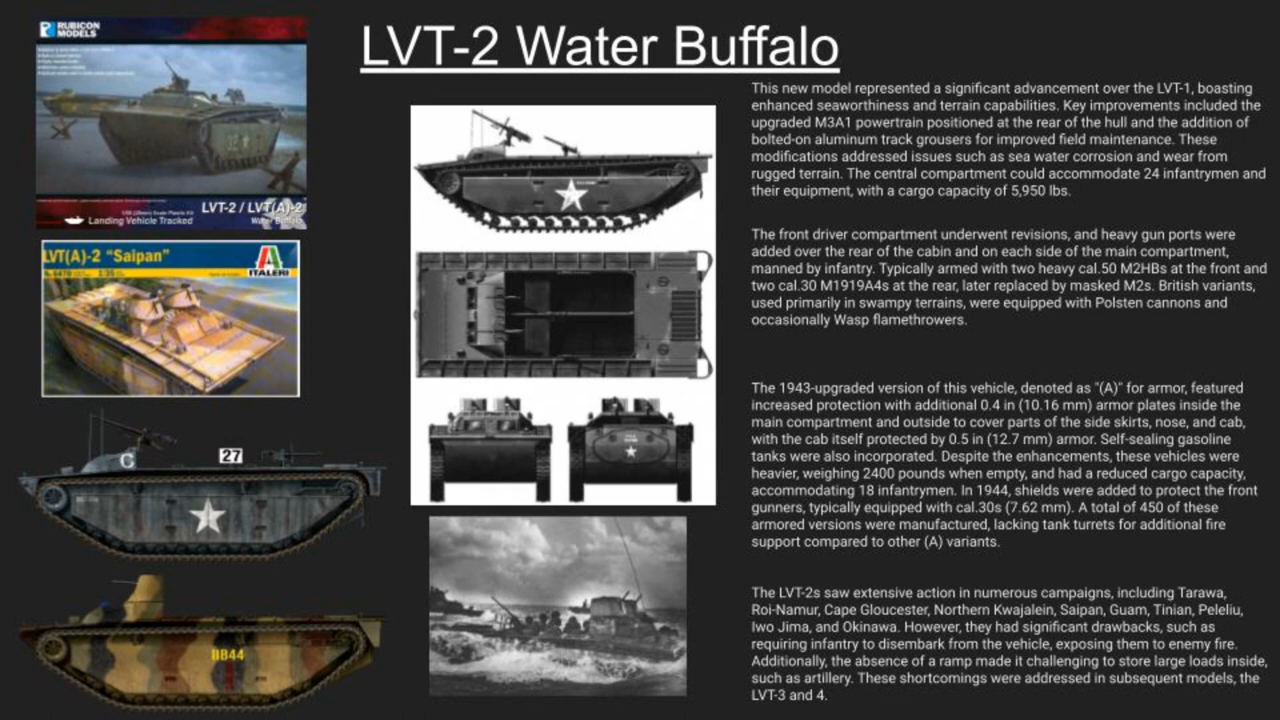 LVT-2 Water Buffalo
RUBICON
MODELS
LVT-2 / LVT(A)-2
Landing Vehicle Tracked
LVT(A)-2 "Saipan"
ITALERI
C
27
IIB44
This new model represented a significant advancement over the LVT-1, boasting
enhanced seaworthiness and terrain capabilities. Key improvements included the
upgraded M3A1 powertrain positioned at the rear of the hull and the addition of
bolted-on aluminum track grousers for improved field maintenance. These
modifications addressed issues such as sea water corrosion and wear from
rugged terrain. The central compartment could accommodate 24 infantrymen and
their equipment, with a cargo capacity of 5,950 lbs.
The front driver compartment underwent revisions, and heavy gun ports were
added over the rear of the cabin and on each side of the main compartment,
manned by infantry. Typically armed with two heavy cal.50 M2HBs at the front and
two cal.30 M1919A4s at the rear, later replaced by masked M2s. British variants,
used primarily in swampy terrains, were equipped with Polsten cannons and
occasionally Wasp flamethrowers.
The 1943-upgraded version of this vehicle, denoted as "(A)" for armor, featured
increased protection with additional 0.4 in (10.16 mm) armor plates inside the
main compartment and outside to cover parts of the side skirts, nose, and cab,
with the cab itself protected by 0.5 in (12.7 mm) armor. Self-sealing gasoline
tanks were also incorporated. Despite the enhancements, these vehicles were
heavier, weighing 2400 pounds when empty, and had a reduced cargo capacity,
accommodating 18 infantrymen. In 1944, shields were added to protect the front
gunners, typically equipped with cal.30s (7.62 mm). A total of 450 of these
armored versions were manufactured, lacking tank turrets for additional fire
support compared to other (A) variants.
The LVT-2s saw extensive action in numerous campaigns, including Tarawa,
Roi-Namur, Cape Gloucester, Northern Kwajalein, Saipan, Guam, Tinian, Peleliu,
Iwo Jima, and Okinawa. However, they had significant drawbacks, such as
requiring infantry to disembark from the vehicle, exposing them to enemy fire.
Additionally, the absence of a ramp made it challenging to store large loads inside,
such as artillery. These shortcomings were addressed in subsequent models, the
LVT-3 and 4.